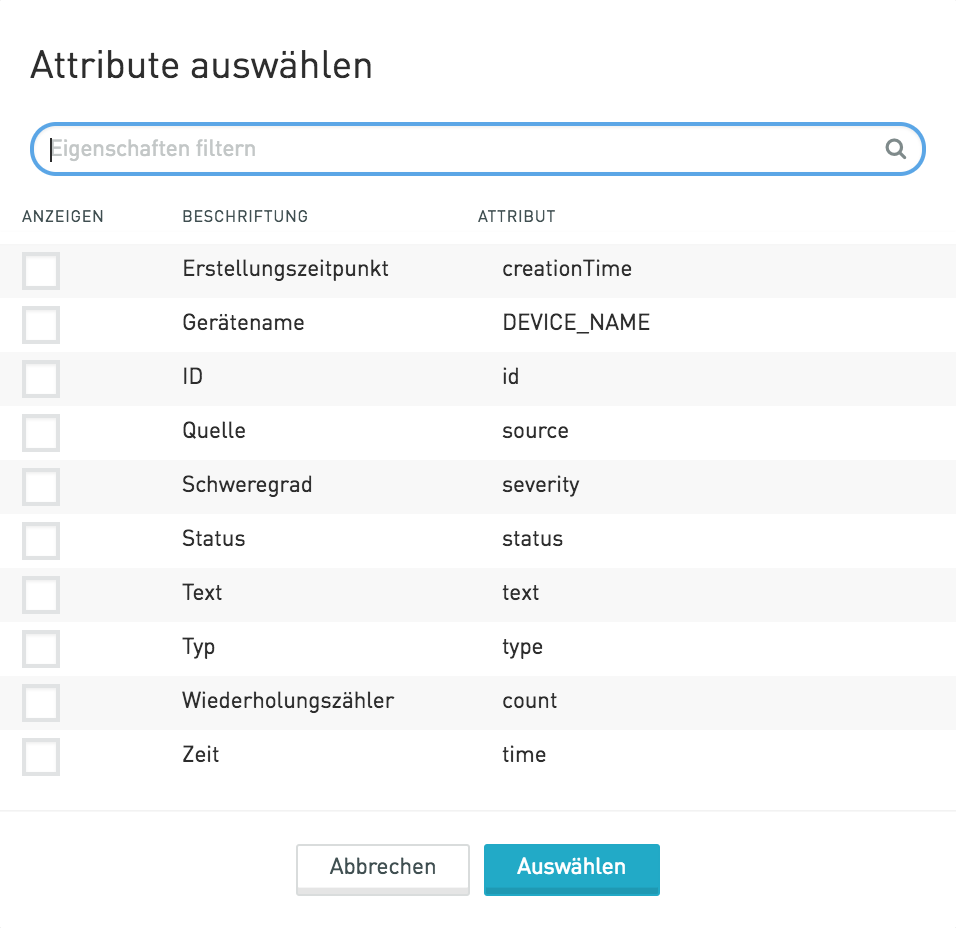 Attribute auswählen
Eigenschaften filtern
ANZEIGEN BESCHRIFTUNG ATTRIBUT
Erstellungszeitpunkt creationTime
Gerätename DEVICE_NAME
ID id
Quelle source
Schweregrad severity
Status status
Text text
Typ type
Wiederholungszähler count
Zeit time
Abbrechen Auswählen